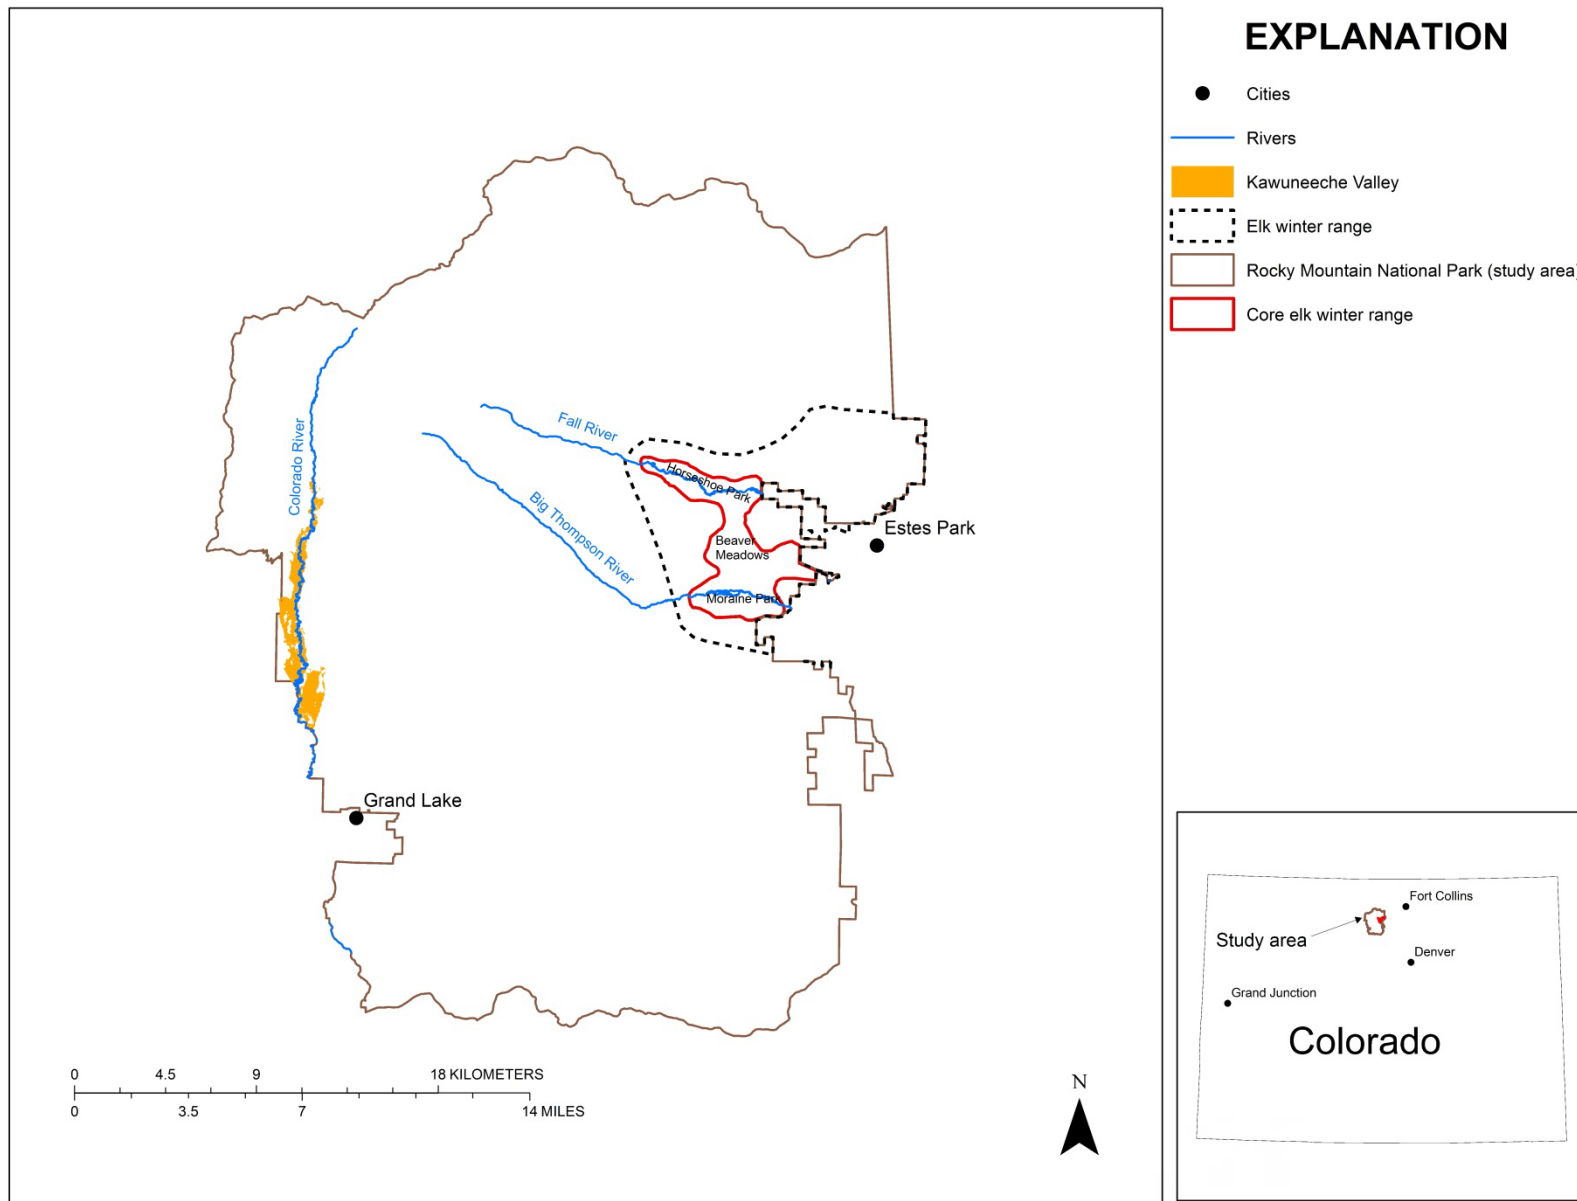 EXPLANATION
Cities
Rivers
Kawuneeche Valley
Elk winter range
Rocky Mountain National Park (study area)
Core elk winter range
Colorado River
Fall River
Big Thompson River
Horseshoe Park
Beaver
Meadows
Moraine Park
Estes Park
Grand Lake
0 4.5 9 18 KILOMETERS
0 3.5 7 14 MILES
N
Fort Collins
Study area
Denver
Grand Junction
Colorado